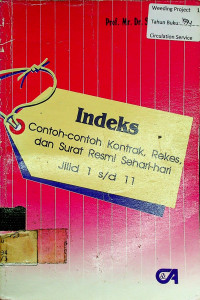 Weeding Project 1
Prof. Mr. Dr.
Tahun Buku:
Circulation Service
Indeks
Contoh-contoh Kontrak, Rekes,
dan Surat Resmi Sehari-hari
Jilid 1 s/d 11
C&A